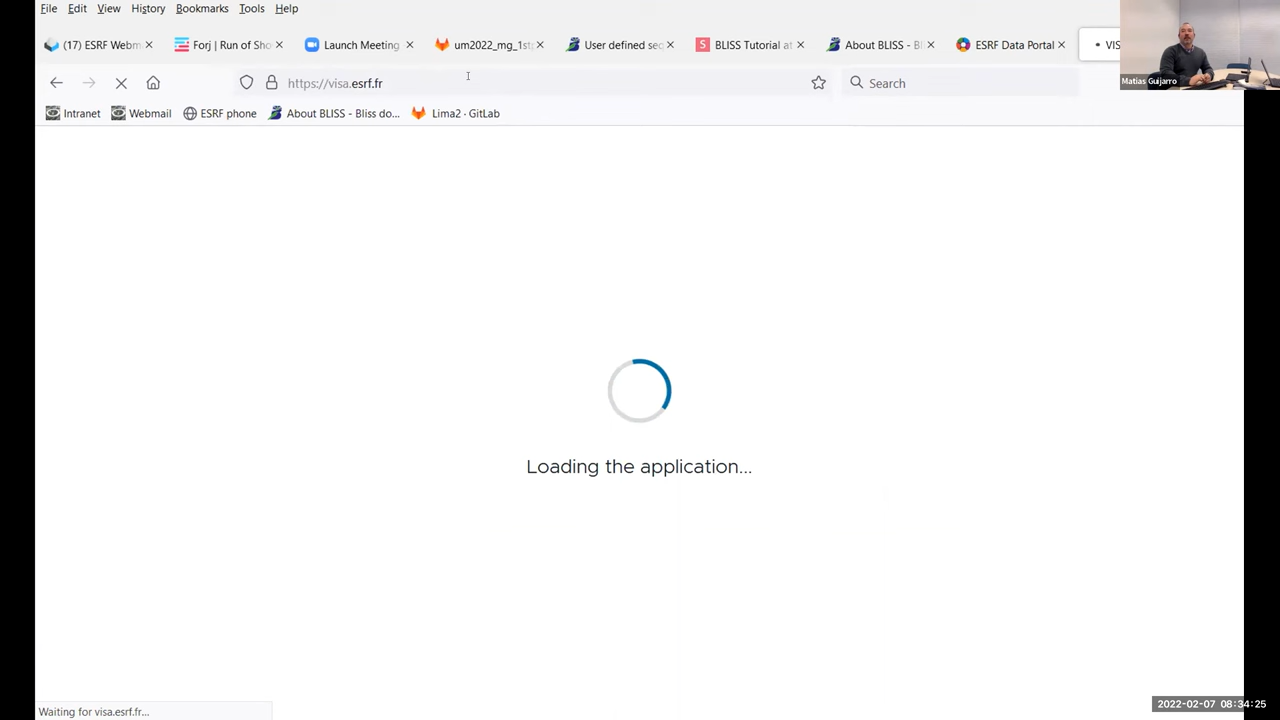 File Edit View History Bookmarks Tools Help
(17) ESRF Webm Forj | Run of Sho Launch Meeting um2022_mg_1st User defined se BLISS Tutorial at About BLISS - Bl ESRF Data Portal VIS
https://visa.esrf.fr Search
Intranet Webmail ESRF phone About BLISS - Bliss do... Lima2 · GitLab
Matias Guijarro
Loading the application...
Waiting for visa.esrf.fr...
2022-02-07 08:34:25